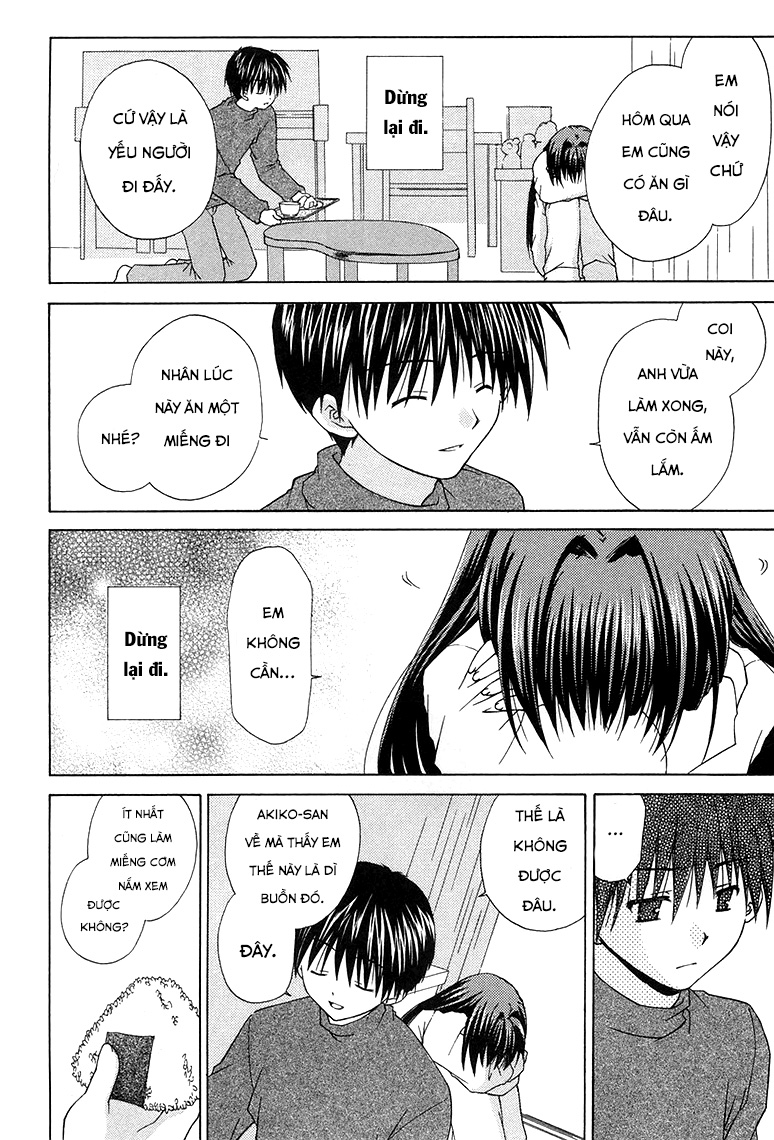 EM
NÓI
VẬY
CHỨ
HÔM QUA
EM CŨNG
CÓ ĂN GÌ
ĐÂU.
Dừng
lại đi.
CỨ VẬY LÀ
YẾU NGƯỜI
ĐI ĐẤY.
COI
NÀY,
ANH VỪA
LÀM XONG,
VẪN CÒN ẤM
LẮM.
NHÂN LÚC
NÀY ĂN MỘT
MIẾNG ĐI
NHÉ?
EM
KHÔNG
CẦN...
Dừng
lại đi.
...
THẾ LÀ
KHÔNG
ĐƯỢC
ĐÂU.
AKIKO-SAN
VỀ MÀ THẤY EM
THẾ NÀY LÀ DÌ
BUỒN ĐÓ.
ĐÂY.
ÍT NHẤT
CŨNG LÀM
MIẾNG CƠM
NẮM XEM
ĐƯỢC
KHÔNG?